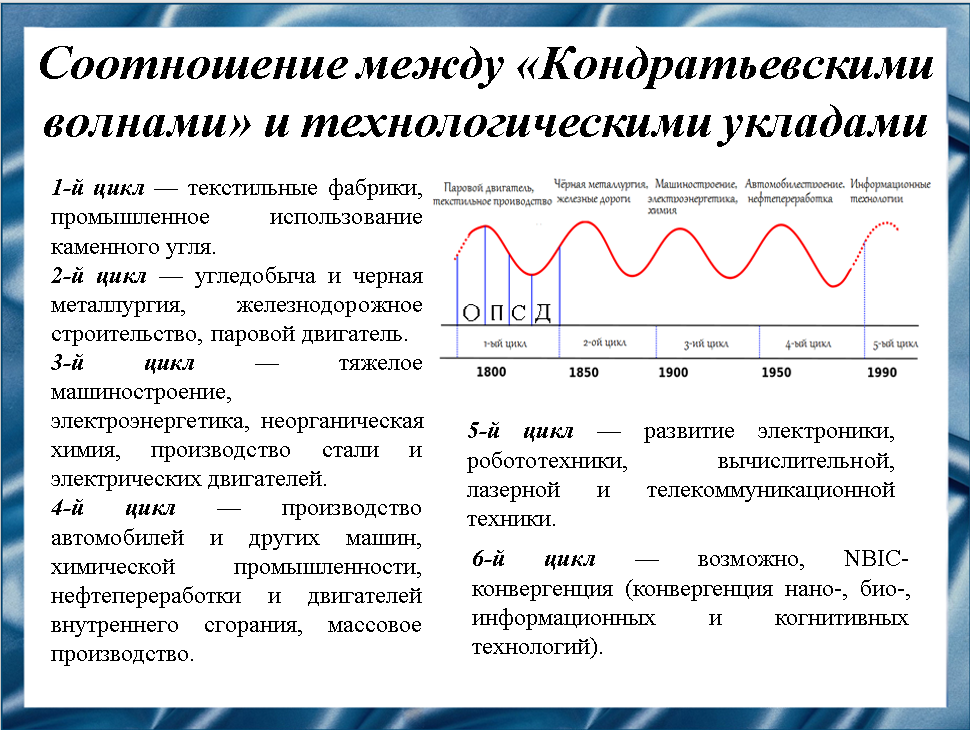 Соотношение между «Кондратьевскими
волнами» и технологическими укладами
1-й цикл — текстильные фабрики,
промышленное использование
каменного угля.
2-й цикл — угледобыча и черная
металлургия, железнодорожное
строительство, паровой двигатель.
3-й цикл — тяжелое
машиностроение,
электроэнергетика, неорганическая
химия, производство стали и
электрических двигателей.
4-й цикл — производство
автомобилей и других машин,
химической промышленности,
нефтепереработки и двигателей
внутреннего сгорания, массовое
производство.
Паровой двигатель,
текстильное проиводство
Чёрная металлургия,
железные дороги
Машиностроение,
электроэнергетика,
химия
Автомобилестроение.
нефтепереработка
Информационные
технологии
О П С Д
1-ый цикл 2-ой цикл 3-ий цикл 4-ый цикл 5-ый цикл
1800 1850 1900 1950 1990
5-й цикл — развитие электроники,
робототехники, вычислительной,
лазерной и телекоммуникационной
техники.
6-й цикл — возможно, NBIC-
конвергенция (конвергенция нано-, био-,
информационных и когнитивных
технологий).